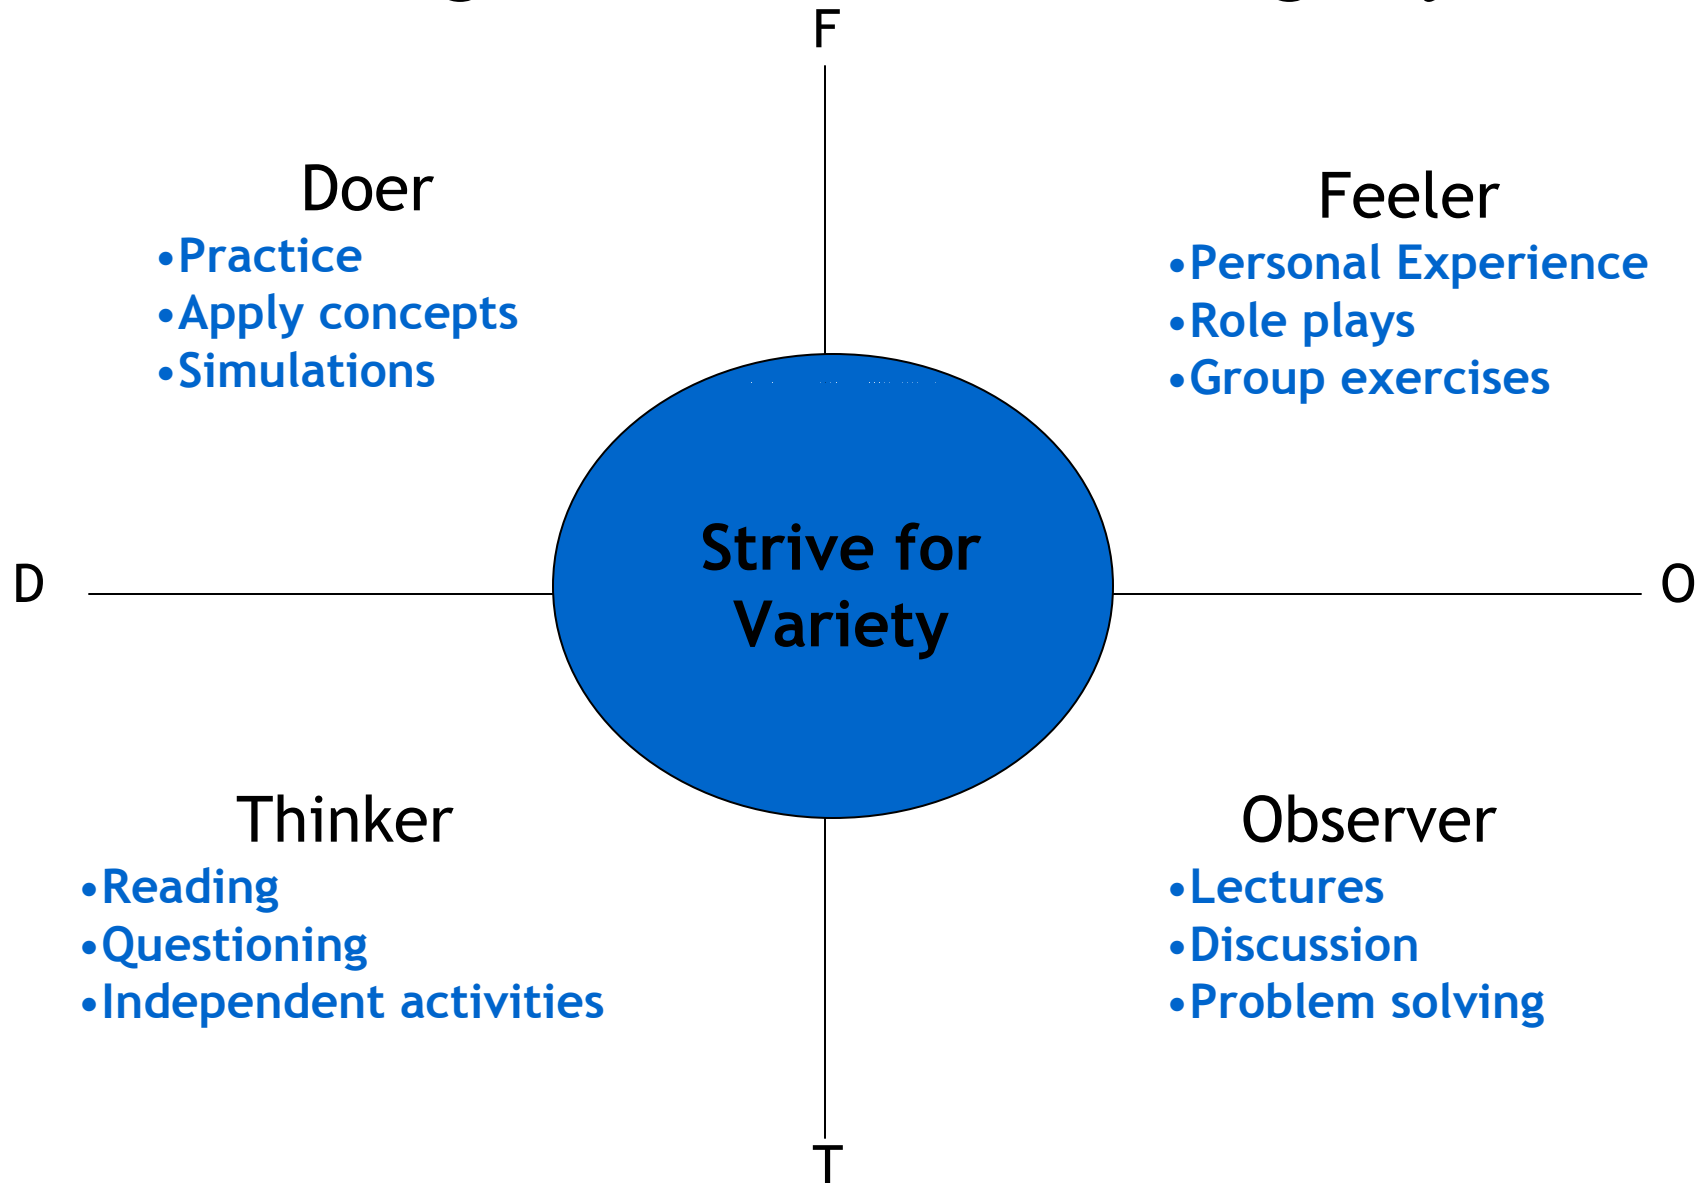 F
Doer
•Practice
•Apply concepts
•Simulations
Feeler
•Personal Experience
•Role plays
•Group exercises
D
Strive for
Variety
O
Thinker
•Reading
•Questioning
•Independent activities
Observer
•Lectures
•Discussion
•Problem solving
T